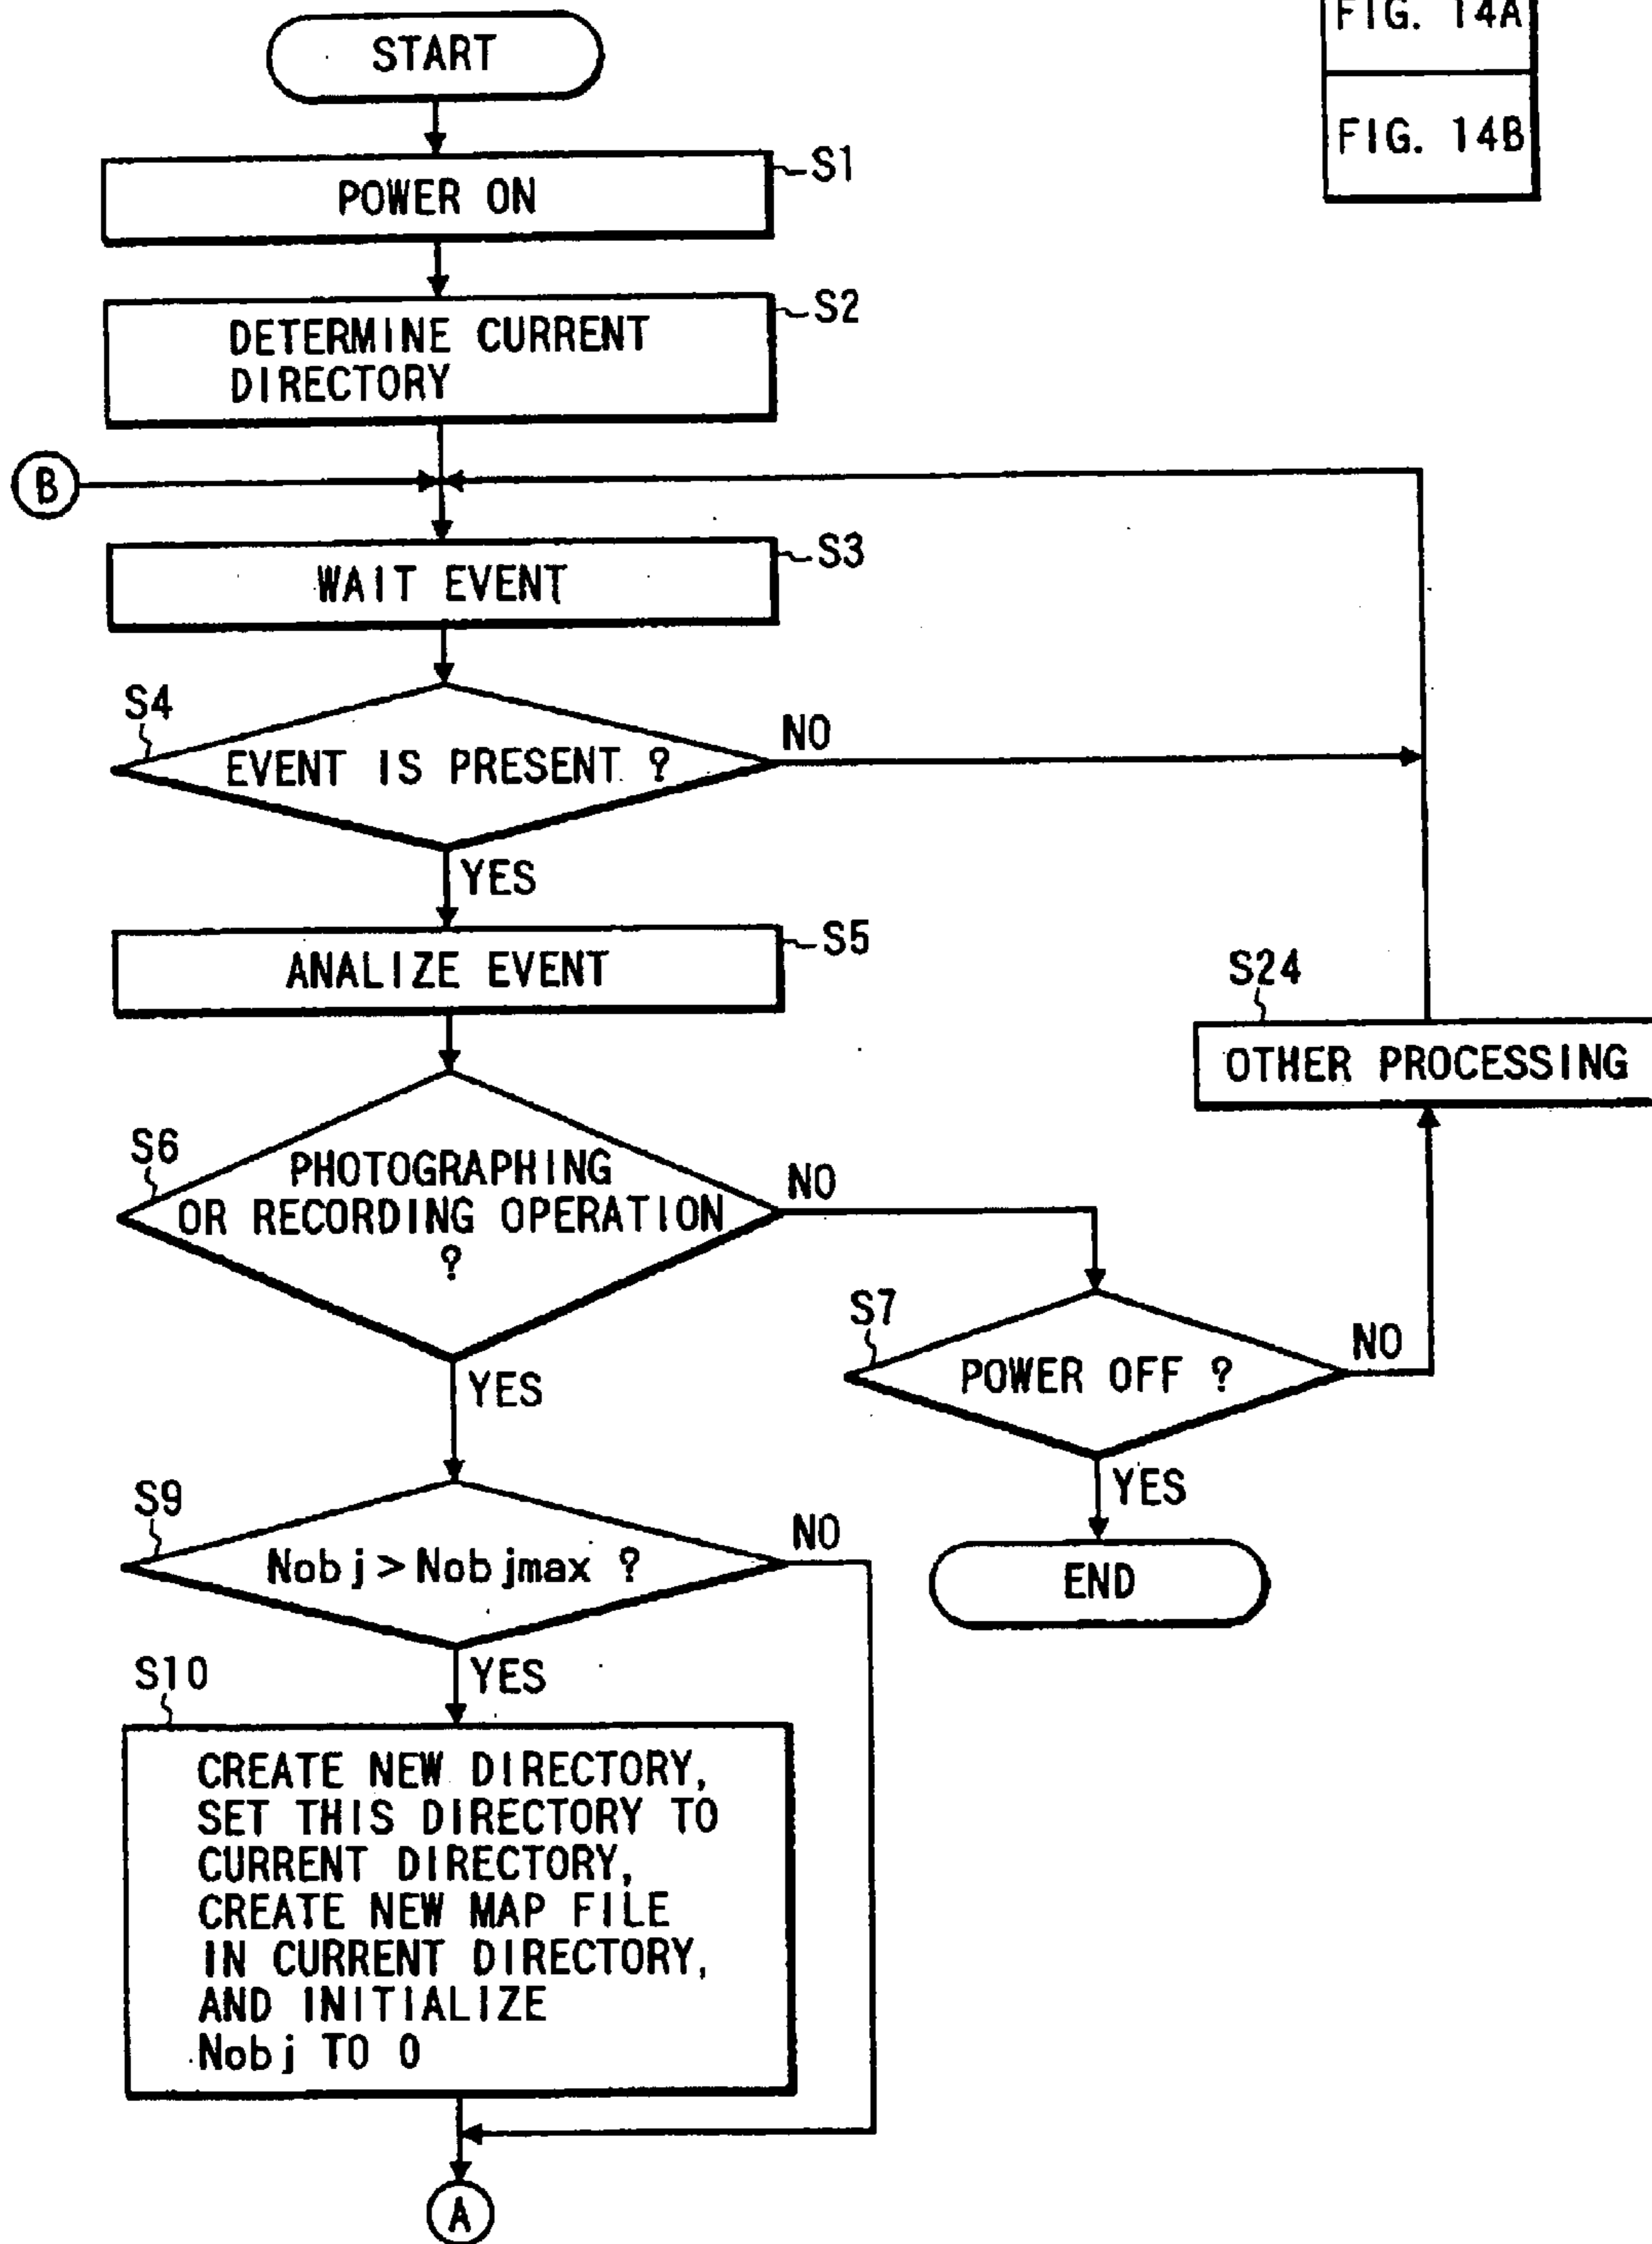 FIG. 14A
FIG. 14B
START
POWER ON
S1
DETERMINE CURRENT
DIRECTORY
S2
B
WAIT EVENT
S3
S4
EVENT IS PRESENT ?
NO
YES
ANALIZE EVENT
S5
S24
OTHER PROCESSING
S6
PHOTOGRAPHING
OR RECORDING OPERATION
?
NO
YES
S7
POWER OFF ?
NO
YES
END
S9
Nobj > Nobjmax ?
NO
YES
S10
CREATE NEW DIRECTORY,
SET THIS DIRECTORY TO
CURRENT DIRECTORY,
CREATE NEW MAP FILE
IN CURRENT DIRECTORY,
AND INITIALIZE
Nobj TO 0
A